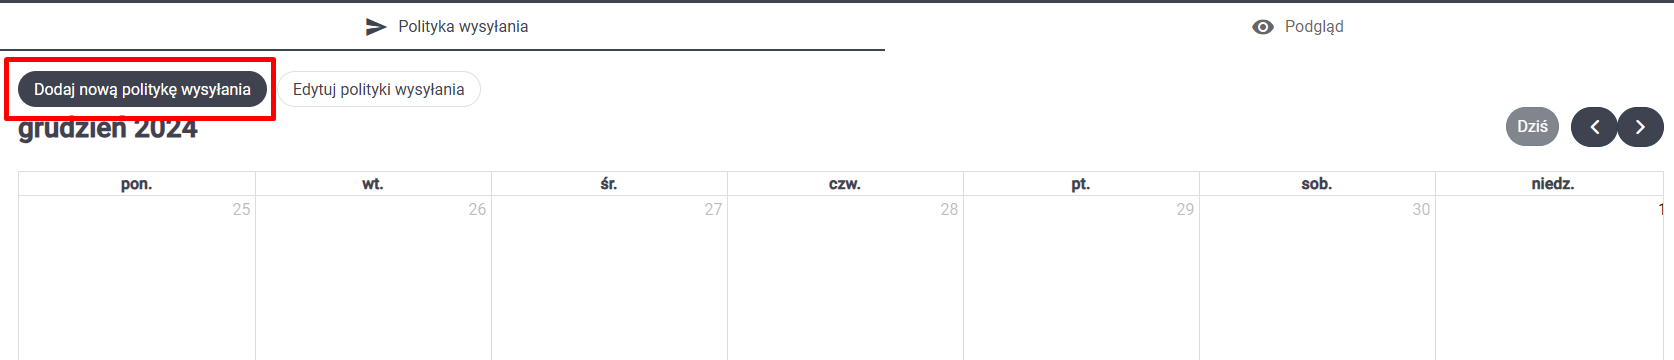 Polityka wysyłania
Podgląd
Dodaj nową politykę wysyłania
Edytuj polityki wysyłania
grudzień 2024
Dziś
pon. wt. śr. czw. pt. sob. niedz.
25 26 27 28 29 30 1